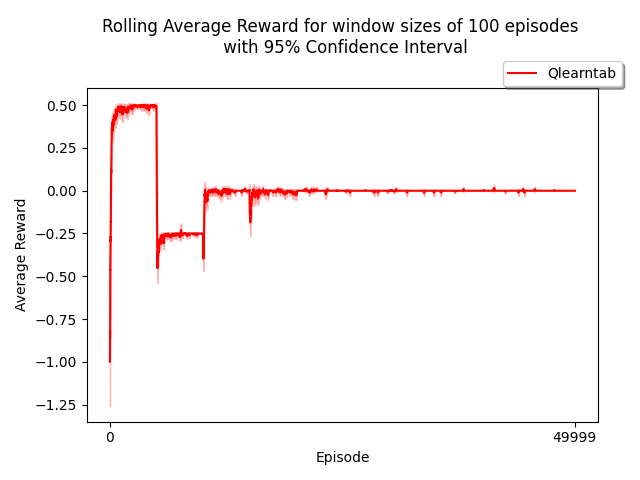 Rolling Average Reward for window sizes of 100 episodes
with 95% Confidence Interval
Qlearntab
0.50
0.25
0.00
−0.25
−0.50
−0.75
−1.00
−1.25
Average Reward
0 49999
Episode